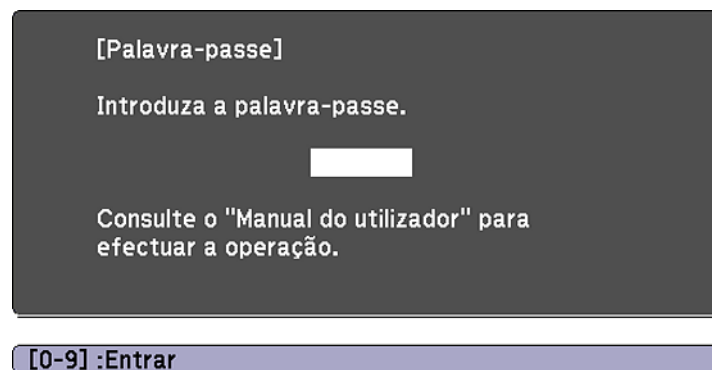 [Palavra-passe]
Introduza a palavra-passe.
Consulte o "Manual do utilizador" para
efectuar a operação.
[0-9] :Entrar